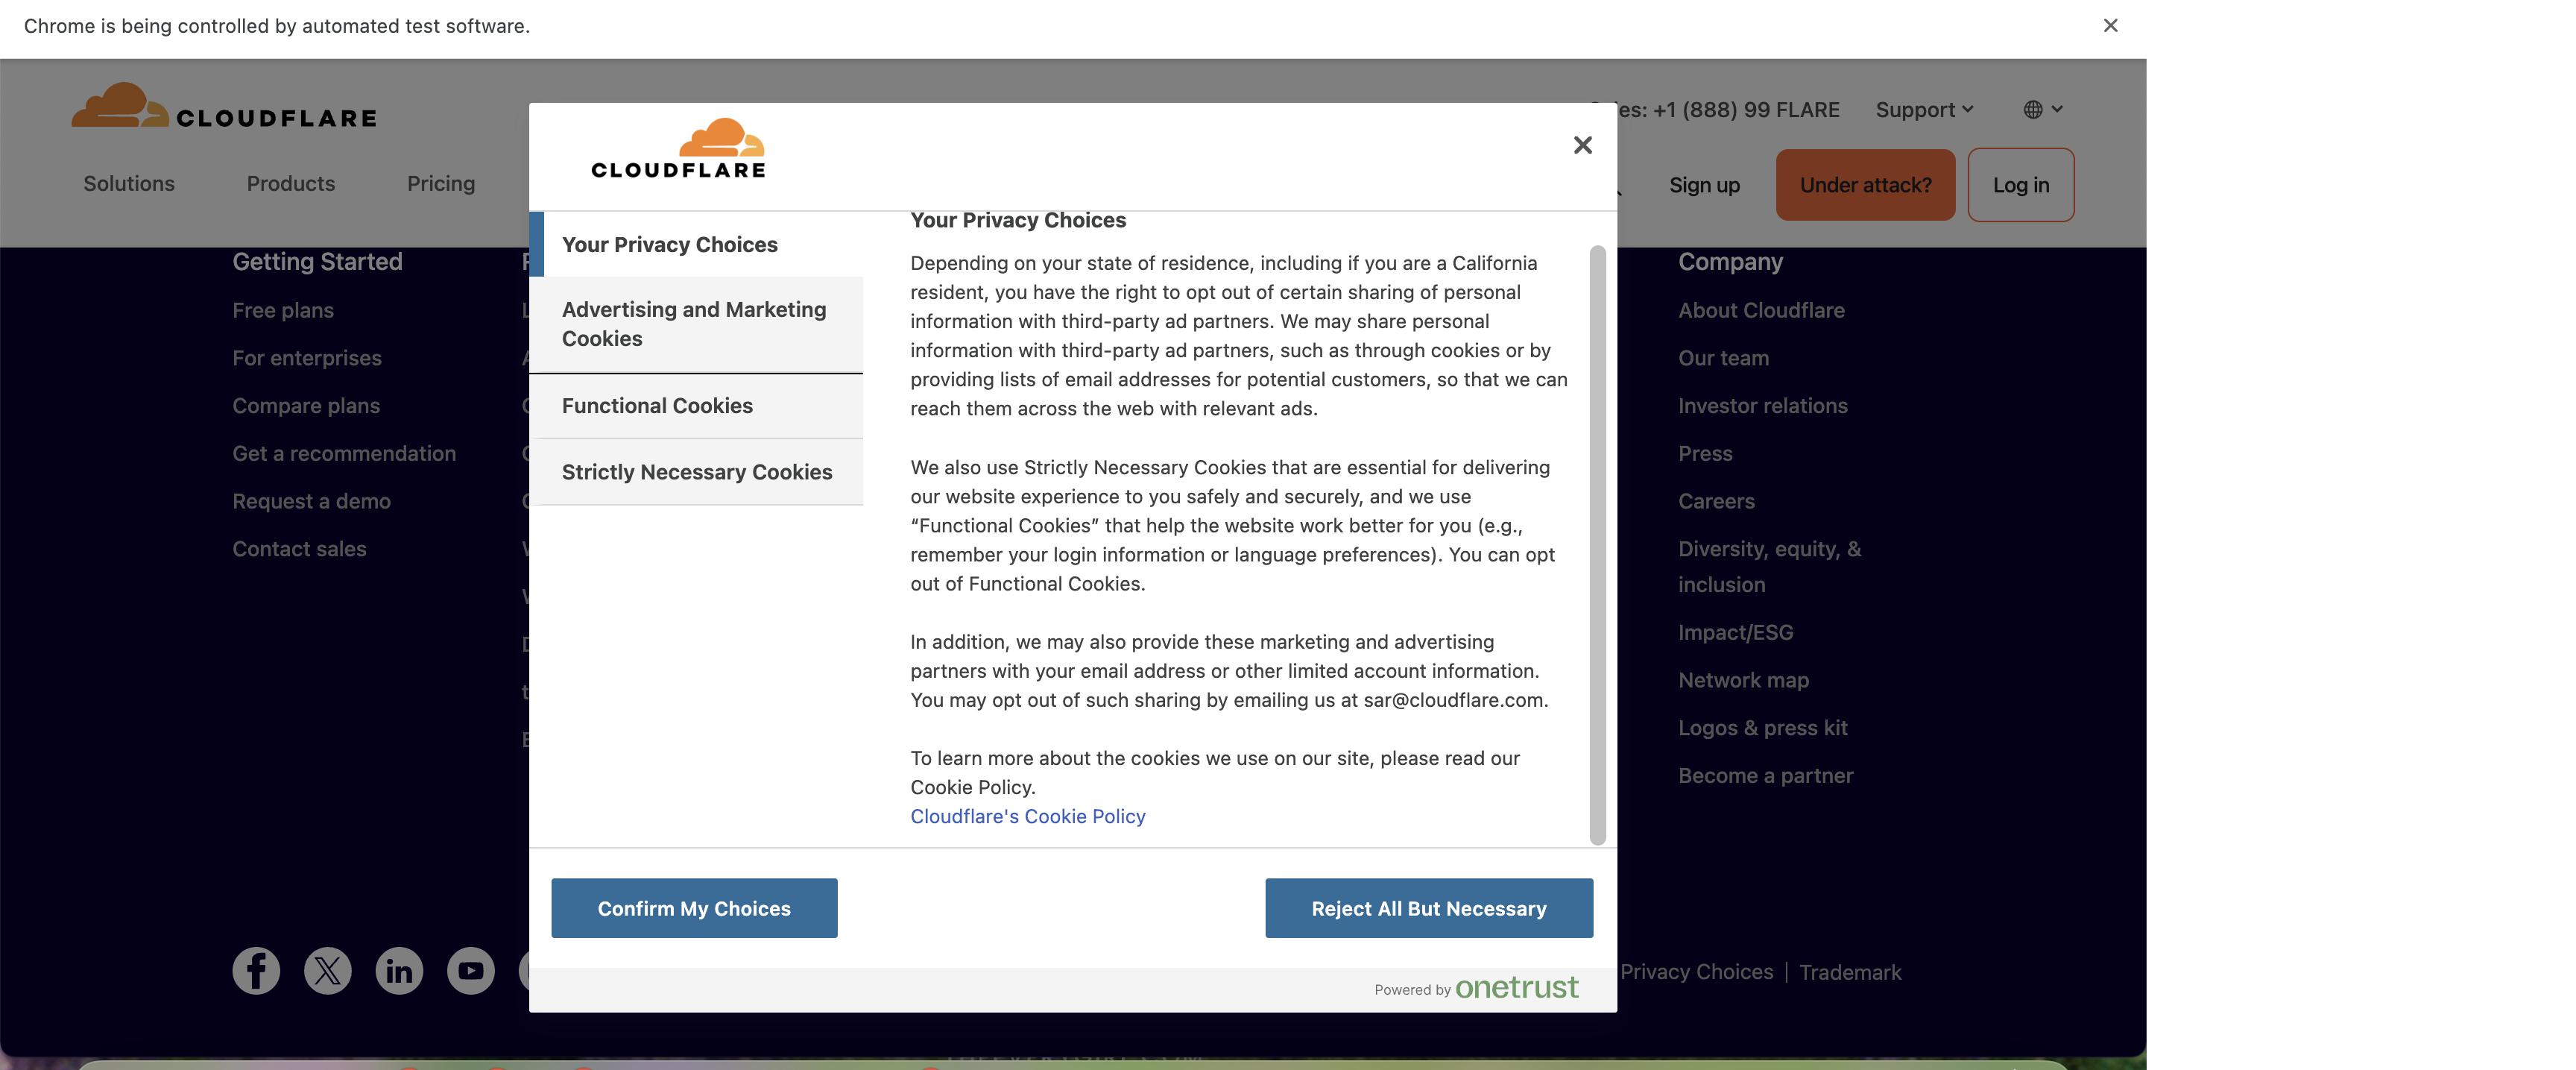 Chrome is being controlled by automated test software.
CLOUDFLARE
+1 (888) 99 FLARE
Support
Solutions
Products
Pricing
Sign up
Under attack?
Log in
CLOUDFLARE
Your Privacy Choices
Advertising and Marketing
Cookies
Functional Cookies
Strictly Necessary Cookies
Your Privacy Choices
Depending on your state of residence, including if you are a California
resident, you have the right to opt out of certain sharing of personal
information with third-party ad partners. We may share personal
information with third-party ad partners, such as through cookies or by
providing lists of email addresses for potential customers, so that we can
reach them across the web with relevant ads.
We also use Strictly Necessary Cookies that are essential for delivering
our website experience to you safely and securely, and we use
“Functional Cookies” that help the website work better for you (e.g.,
remember your login information or language preferences). You can opt
out of Functional Cookies.
In addition, we may also provide these marketing and advertising
partners with your email address or other limited account information.
You may opt out of such sharing by emailing us at sar@cloudflare.com.
To learn more about the cookies we use on our site, please read our
Cookie Policy.
Cloudflare's Cookie Policy
Confirm My Choices
Reject All But Necessary
Powered by onetrust
Getting Started
Free plans
For enterprises
Compare plans
Get a recommendation
Request a demo
Contact sales
Company
About Cloudflare
Our team
Investor relations
Press
Careers
Diversity, equity, &
inclusion
Impact/ESG
Network map
Logos & press kit
Become a partner
Privacy Choices | Trademark